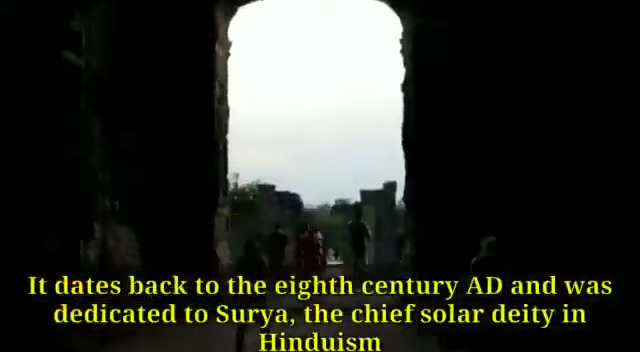 It dates back to the eighth century AD and was
dedicated to Surya, the chief solar deity in
Hinduism